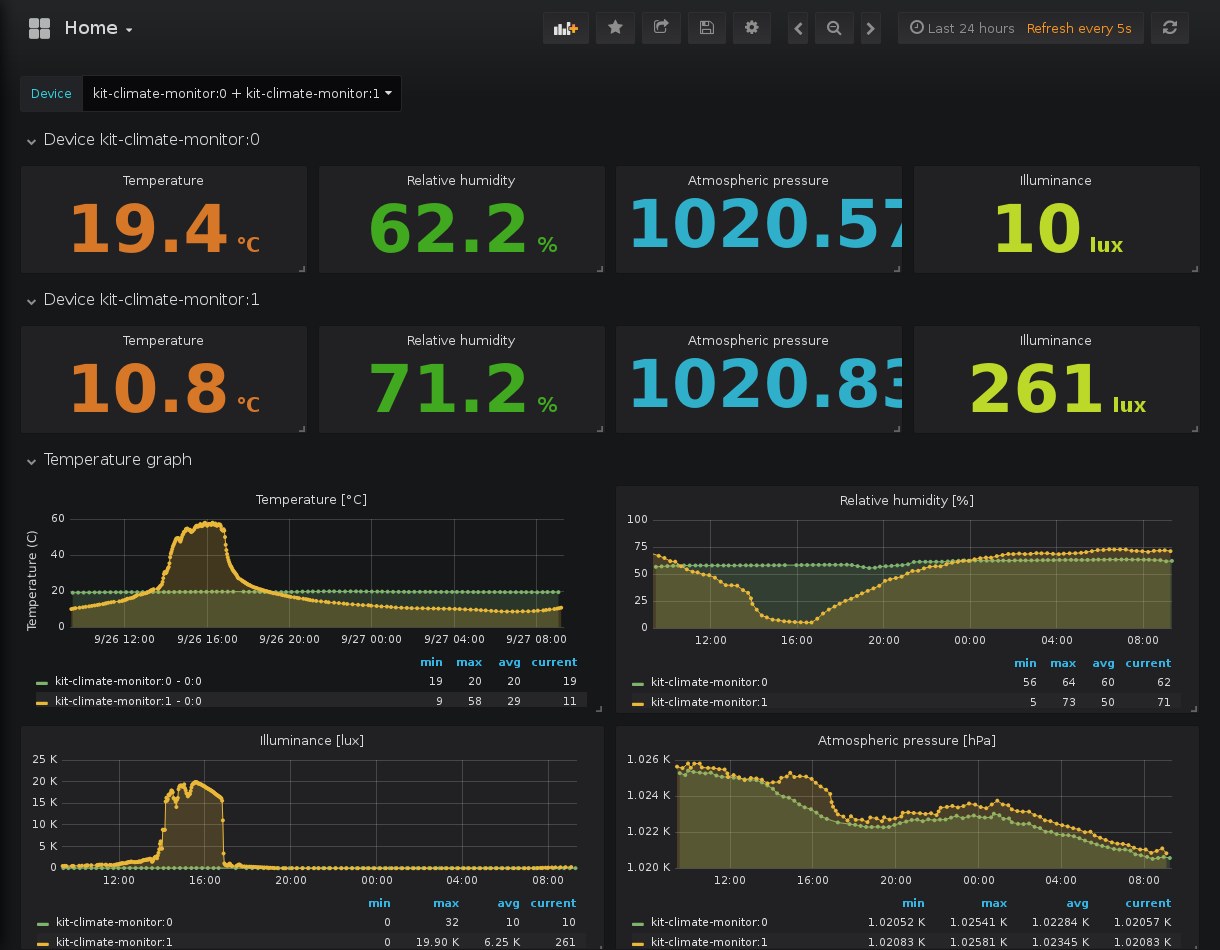 Home
Last 24 hours Refresh every 5s
Device kit-climate-monitor:0 + kit-climate-monitor:1
Device kit-climate-monitor:0
Temperature Relative humidity Atmospheric pressure Illuminance
19.4 °C 62.2 % 1020.57 10 lux
Device kit-climate-monitor:1
Temperature Relative humidity Atmospheric pressure Illuminance
10.8 °C 71.2 % 1020.83 261 lux
Temperature graph
Temperature [°C]
Temperature (C)
60
40
20
0
9/26 12:00 9/26 16:00 9/26 20:00 9/27 00:00 9/27 04:00 9/27 08:00
min max avg current
kit-climate-monitor:0 - 0:0 19 20 20 19
kit-climate-monitor:1 - 0:0 9 58 29 11
Relative humidity [%]
100
75
50
25
0
12:00 16:00 20:00 00:00 04:00 08:00
min max avg current
kit-climate-monitor:0 56 64 60 62
kit-climate-monitor:1 5 73 50 71
Illuminance [lux]
25 K
20 K
15 K
10 K
5 K
0
12:00 16:00 20:00 00:00 04:00 08:00
min max avg current
kit-climate-monitor:0 0 32 10 10
kit-climate-monitor:1 0 19.90 K 6.25 K 261
Atmospheric pressure [hPa]
1.026 K
1.024 K
1.022 K
1.020 K
12:00 16:00 20:00 00:00 04:00 08:00
min max avg current
kit-climate-monitor:0 1.02052 K 1.02541 K 1.02284 K 1.02057 K
kit-climate-monitor:1 1.02083 K 1.02581 K 1.02345 K 1.02083 K